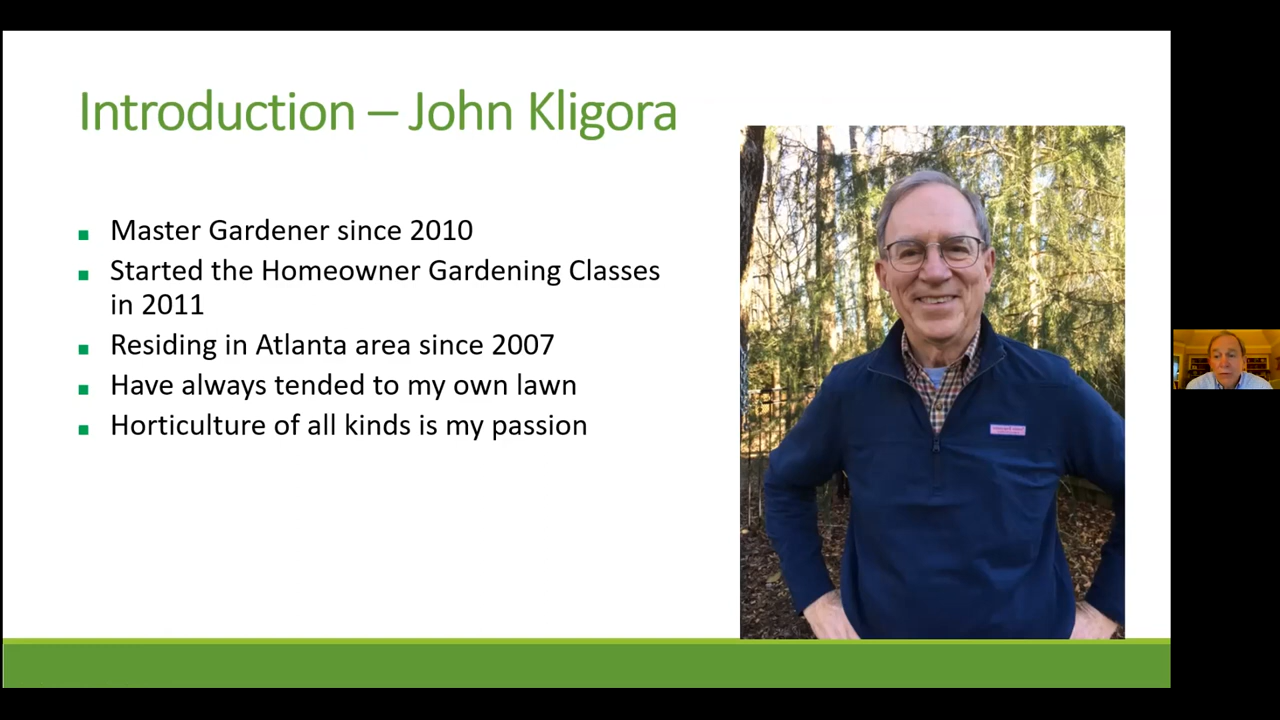 Introduction – John Kligora
Master Gardener since 2010
Started the Homeowner Gardening Classes
in 2011
Residing in Atlanta area since 2007
Have always tended to my own lawn
Horticulture of all kinds is my passion